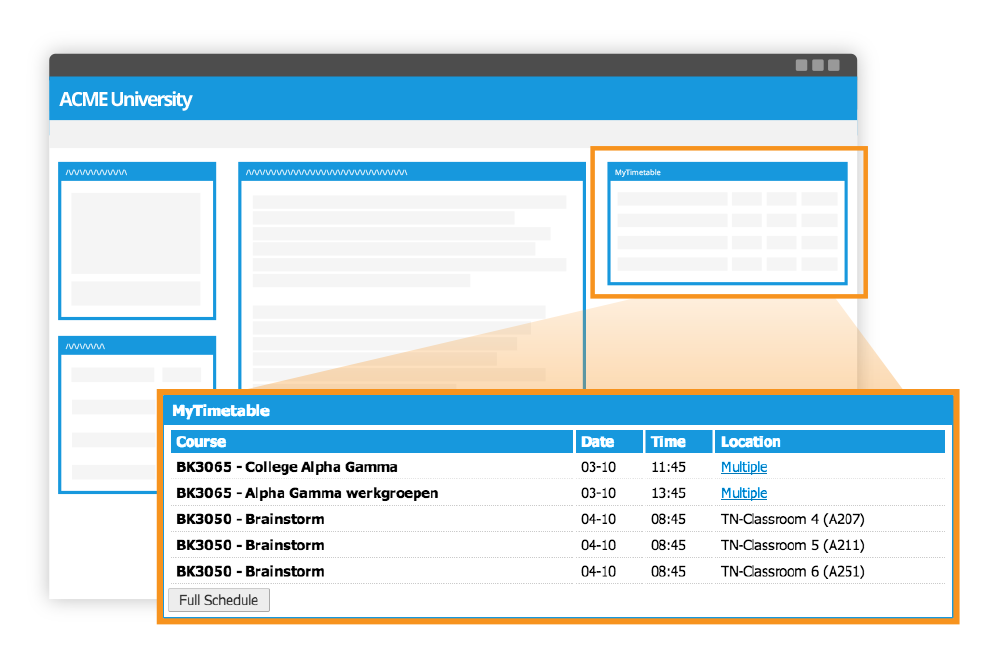 ACME University
MyTimetable
MyTimetable
Course Date Time Location
BK3065 - College Alpha Gamma 03-10 11:45 Multiple
BK3065 - Alpha Gamma werkgroepen 03-10 13:45 Multiple
BK3050 - Brainstorm 04-10 08:45 TN-Classroom 4 (A207)
BK3050 - Brainstorm 04-10 08:45 TN-Classroom 5 (A211)
BK3050 - Brainstorm 04-10 08:45 TN-Classroom 6 (A251)
Full Schedule